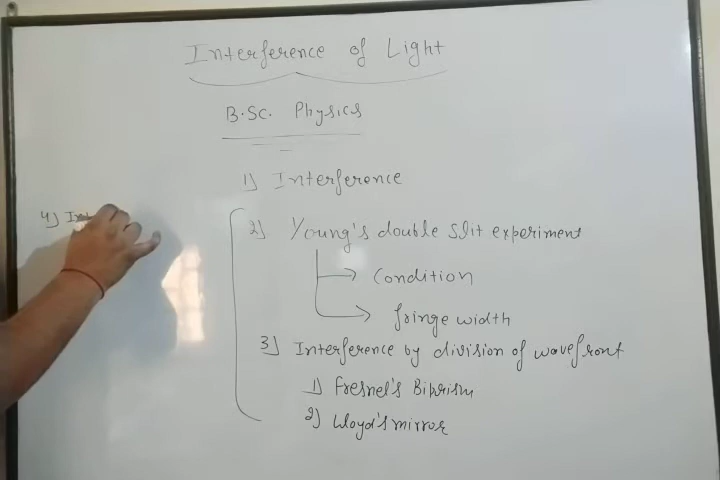 Interference of Light
B.Sc. Physics
1) Interference
2) Young's double slit experiment
Condition
fringe width
3) Interference by division of wavefront
1) Fresnel's Biprism
2) Lloyd's mirror
4)